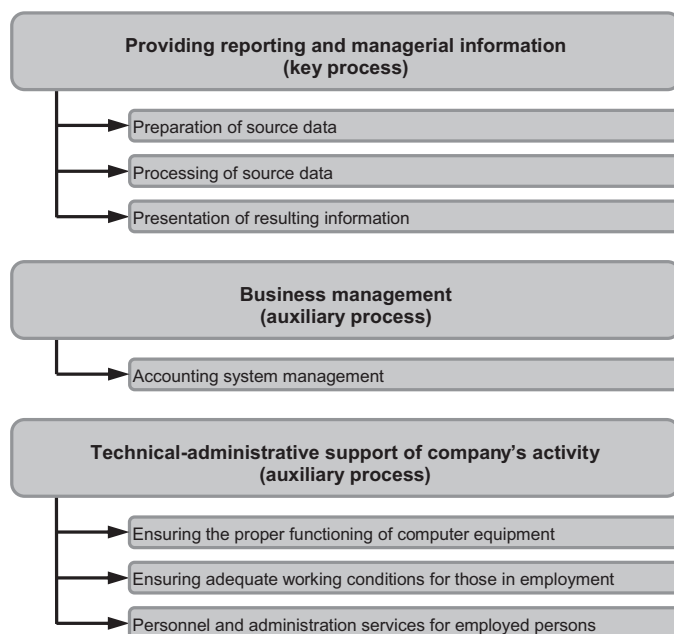 Providing reporting and managerial information
(key process)
Preparation of source data
Processing of source data
Presentation of resulting information
Business management
(auxiliary process)
Accounting system management
Technical-administrative support of company’s activity
(auxiliary process)
Ensuring the proper functioning of computer equipment
Ensuring adequate working conditions for those in employment
Personnel and administration services for employed persons